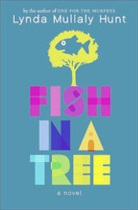 by the author of ONE FOR THE MURPHYS
Lynda Mullaly Hunt
FISH
IN A
TREE
a novel